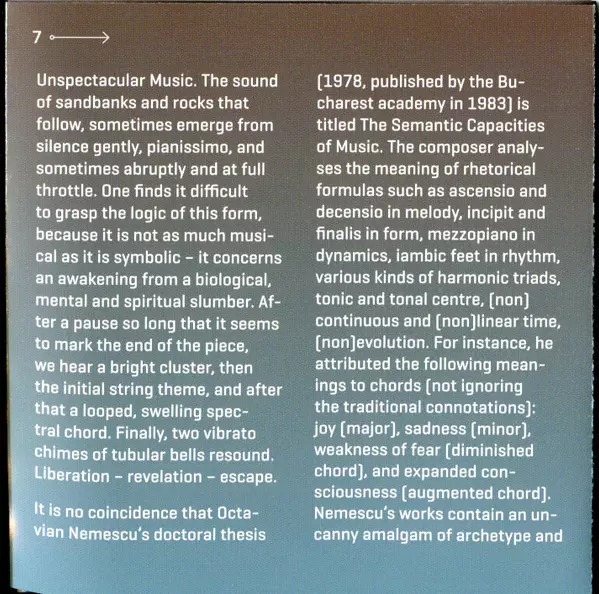 7
Unspectacular Music. The sound
of sandbanks and rocks that
follow, sometimes emerge from
silence gently, pianissimo, and
sometimes abruptly and at full
throttle. One finds it difficult
to grasp the logic of this form,
because it is not as much musi-
cal as it is symbolic – it concerns
an awakening from a biological,
mental and spiritual slumber. Af-
ter a pause so long that it seems
to mark the end of the piece,
we hear a bright cluster, then
the initial string theme, and after
that a looped, swelling spec-
tral chord. Finally, two vibrato
chimes of tubular bells resound.
Liberation – revelation – escape.
It is no coincidence that Octa-
vian Nemescu's doctoral thesis
(1978, published by the Bu-
charest academy in 1983) is
titled The Semantic Capacities
of Music. The composer analy-
ses the meaning of rhetorical
formulas such as ascensio and
decensio in melody, incipit and
finalis in form, mezzopiano in
dynamics, iambic feet in rhythm,
various kinds of harmonic triads,
tonic and tonal centre, (non)
continuous and (non)linear time,
(non)evolution. For instance, he
attributed the following mean-
ings to chords (not ignoring
the traditional connotations):
joy (major), sadness (minor),
weakness of fear (diminished
chord), and expanded con-
sciousness (augmented chord).
Nemescu's works contain an un-
canny amalgam of archetype and